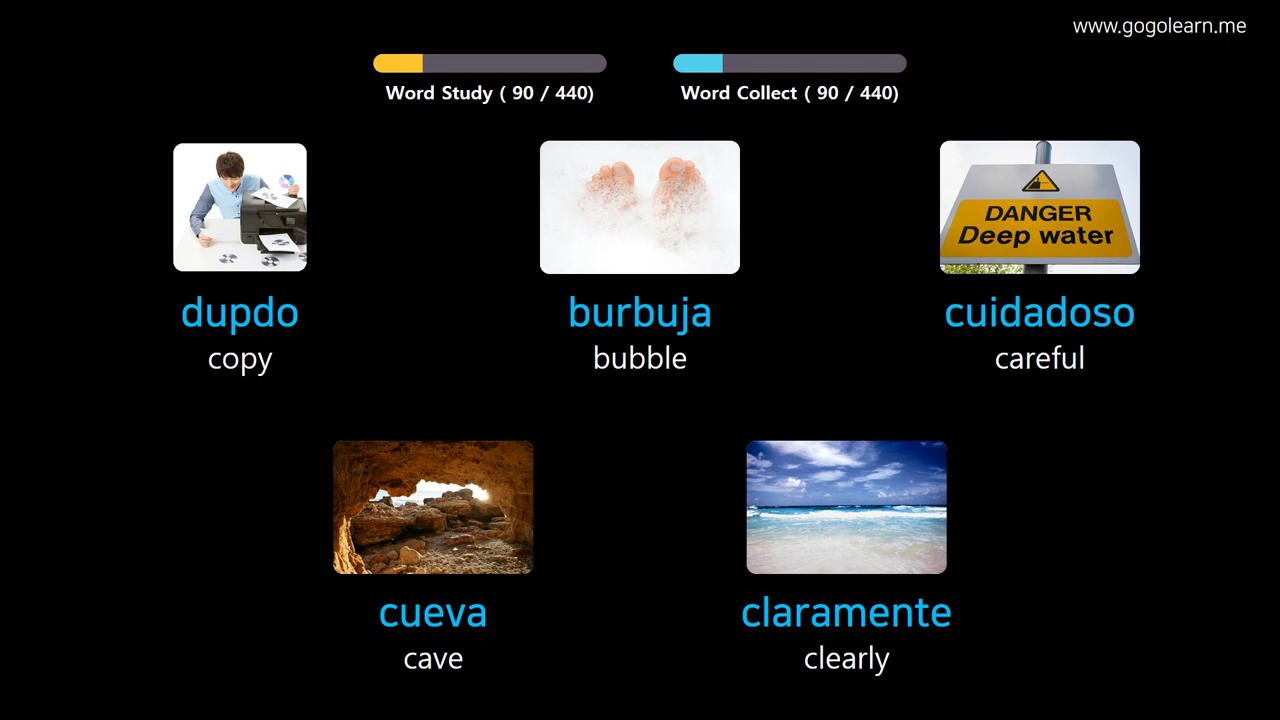 www.gogolearn.me
Word Study ( 90 / 440)
Word Collect ( 90 / 440)
DANGER
Deep water
dupdo
copy
burbuja
bubble
cuidadoso
careful
cueva
cave
claramente
clearly